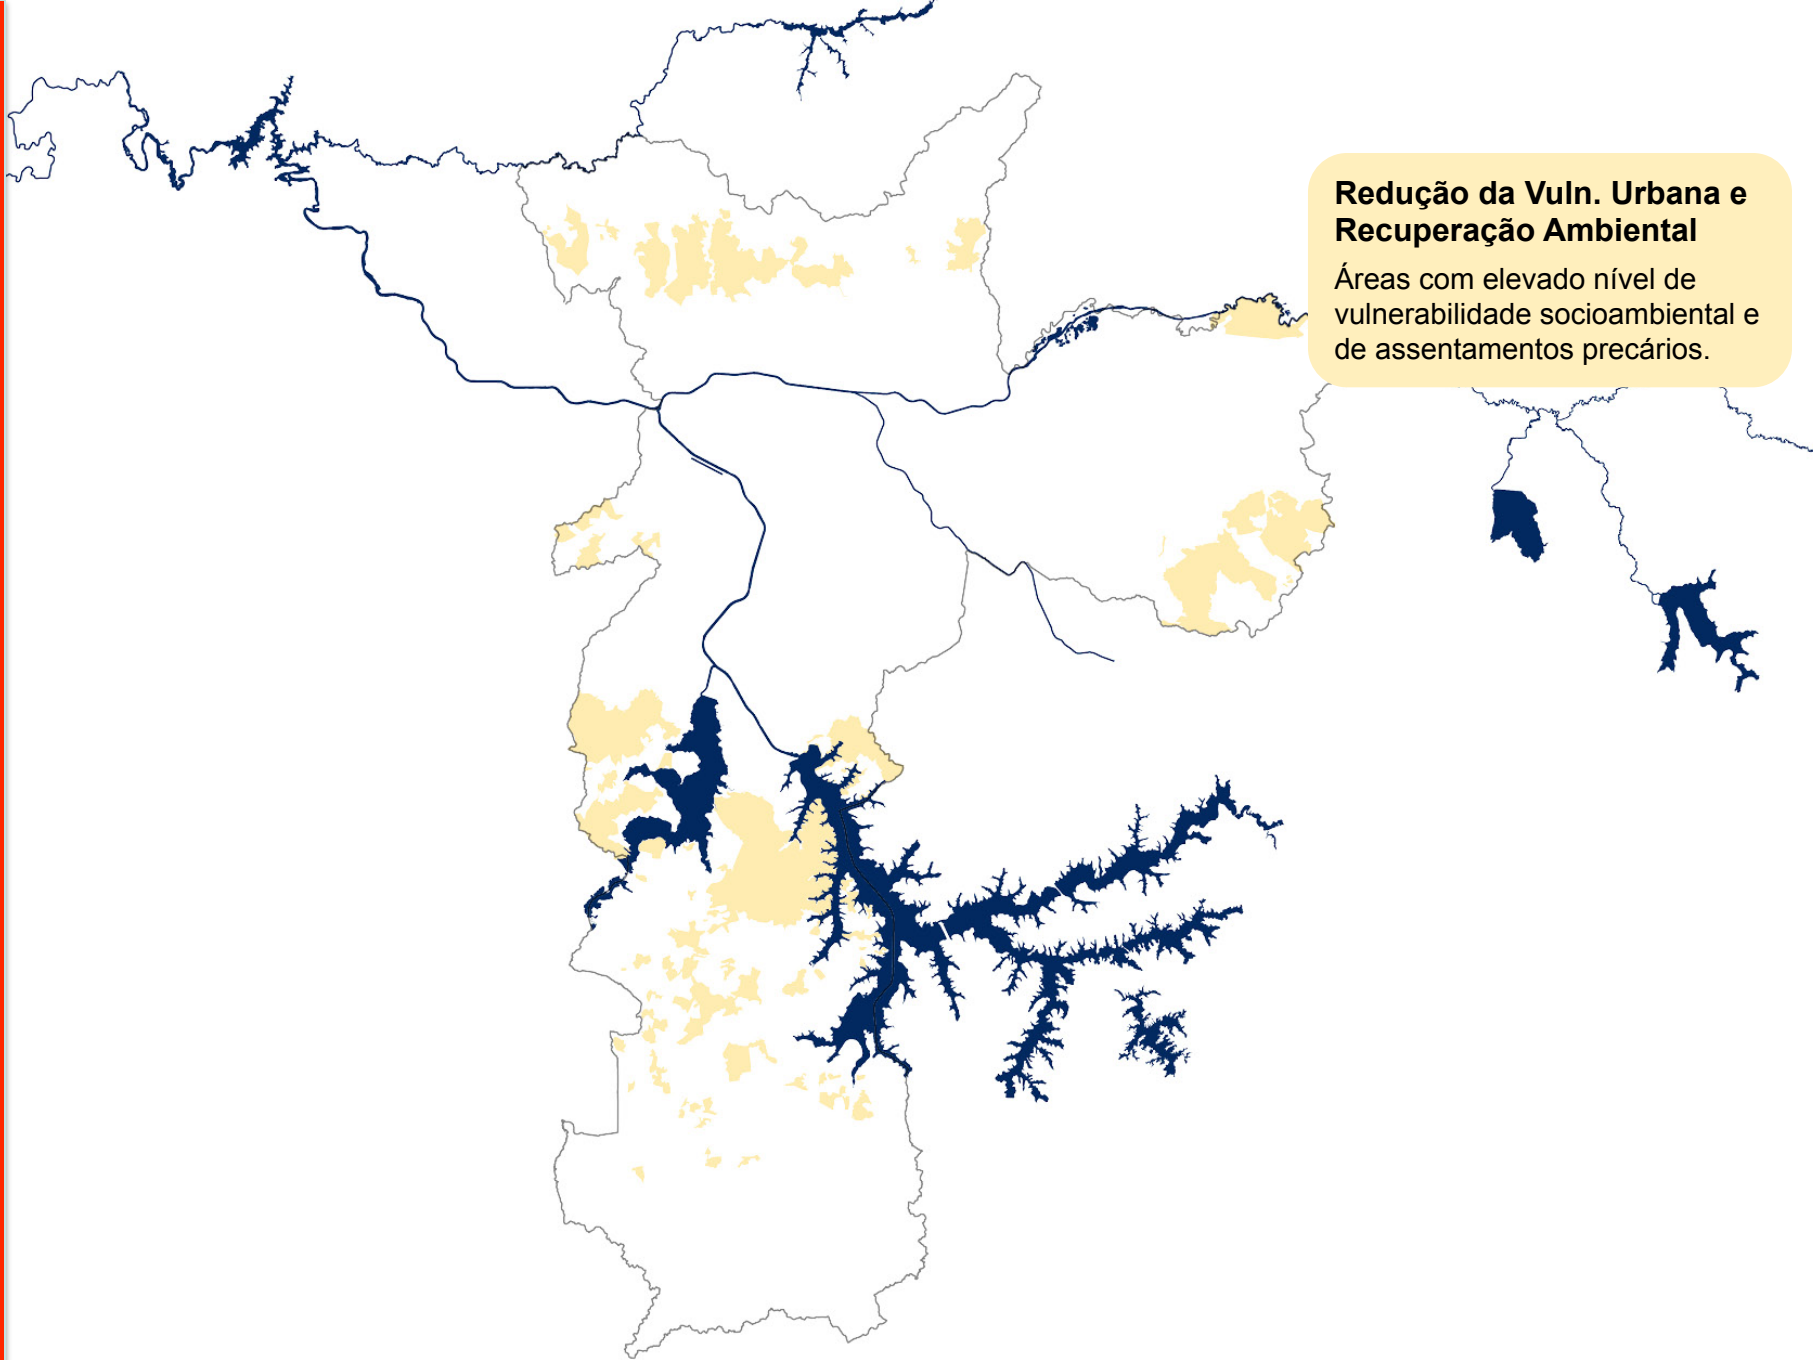 Redução da Vuln. Urbana e
Recuperação Ambiental
Áreas com elevado nível de
vulnerabilidade socioambiental e
de assentamentos precários.